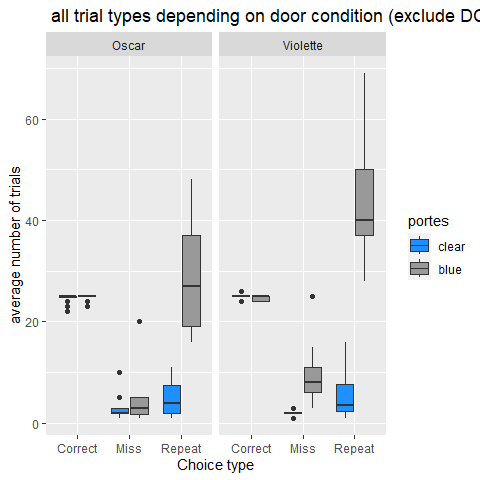 all trial types depending on door condition (exclude DO
Oscar
Violette
60
40
20
0
average number of trials
Correct
Miss
Repeat
Correct
Miss
Repeat
Choice type
portes
clear
blue